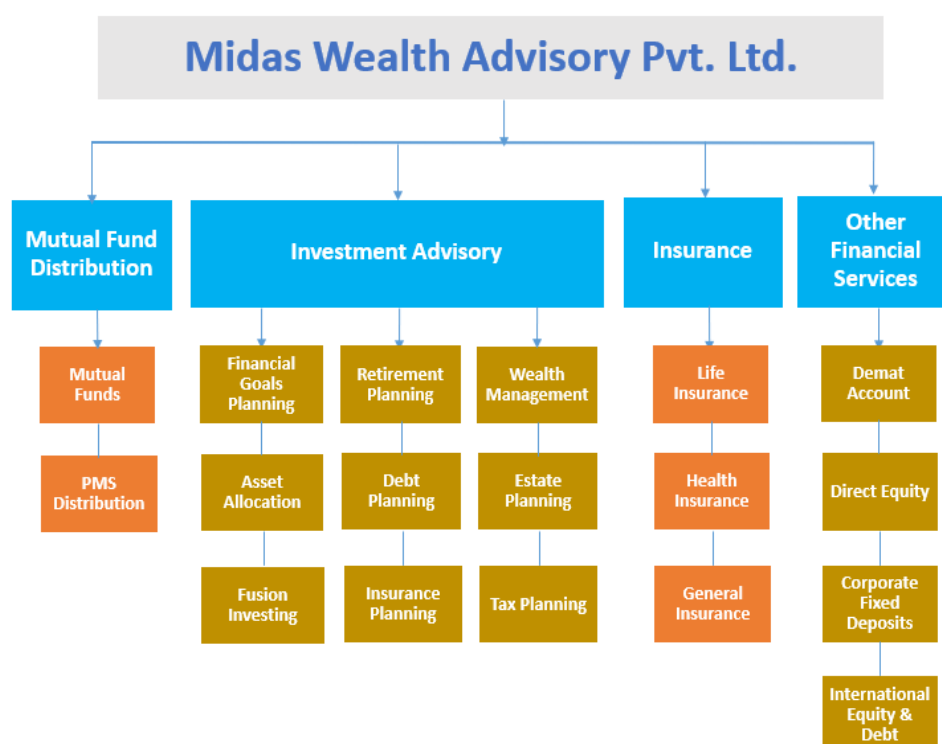 Midas Wealth Advisory Pvt. Ltd.
Mutual Fund
Distribution
Investment Advisory
Insurance
Other
Financial
Services
Mutual
Funds
PMS
Distribution
Financial
Goals
Planning
Asset
Allocation
Fusion
Investing
Retirement
Planning
Debt
Planning
Insurance
Planning
Wealth
Management
Estate
Planning
Tax Planning
Life
Insurance
Health
Insurance
General
Insurance
Demat
Account
Direct Equity
Corporate
Fixed
Deposits
International
Equity &
Debt